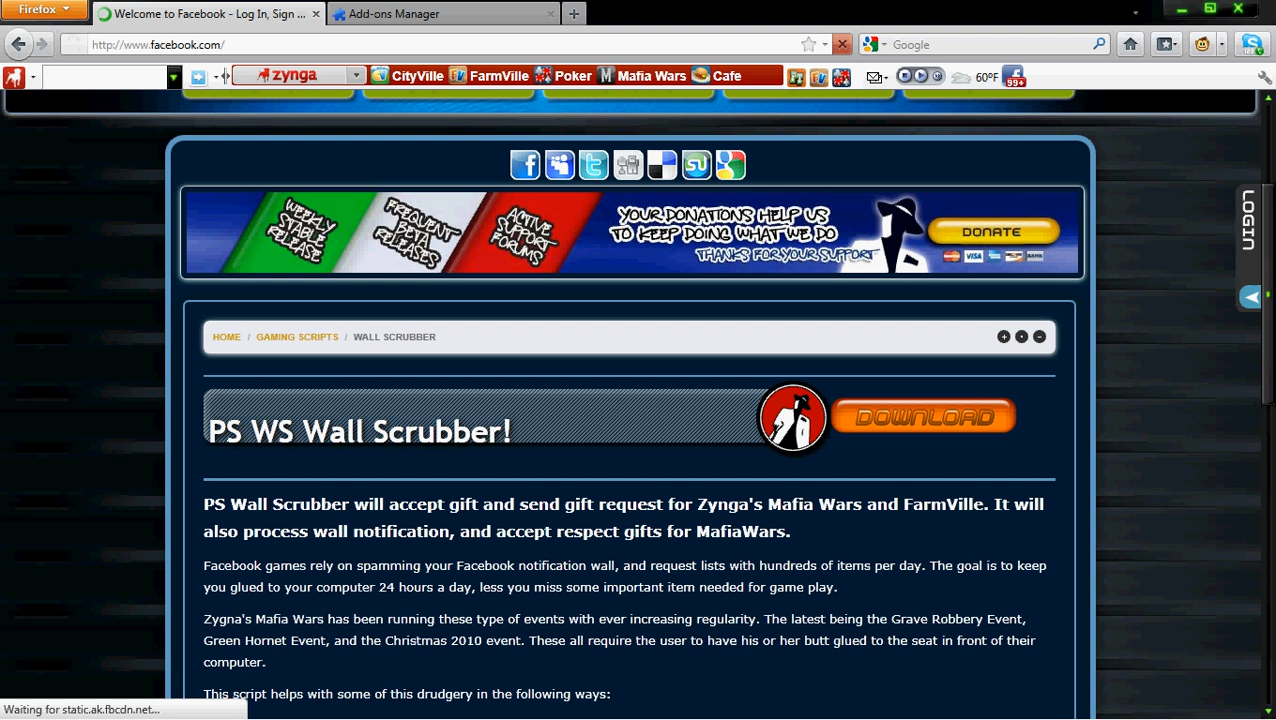 Firefox
Welcome to Facebook - Log In, Sign ...
Add-ons Manager
http://www.facebook.com/
Google
zynga
CityVille
FarmVille
Poker
Mafia Wars
Cafe
60°F
99+
LOGIN
WEEKLY STABLE RELEASE
FREQUENT BETA RELEASES
ACTIVE SUPPORT FORUMS
YOUR DONATIONS HELP US
TO KEEP DOING WHAT WE DO
THANKS FOR YOUR SUPPORT
DONATE
VISA
HOME / GAMING SCRIPTS / WALL SCRUBBER
PS WS Wall Scrubber!
DOWNLOAD
PS Wall Scrubber will accept gift and send gift request for Zynga's Mafia Wars and FarmVille. It will
also process wall notification, and accept respect gifts for MafiaWars.
Facebook games rely on spamming your Facebook notification wall, and request lists with hundreds of items per day. The goal is to keep
you glued to your computer 24 hours a day, less you miss some important item needed for game play.
Zygna's Mafia Wars has been running these type of events with ever increasing regularity. The latest being the Grave Robbery Event,
Green Hornet Event, and the Christmas 2010 event. These all require the user to have his or her butt glued to the seat in front of their
computer.
This script helps with some of this drudgery in the following ways:
Waiting for static.ak.fbcdn.net...